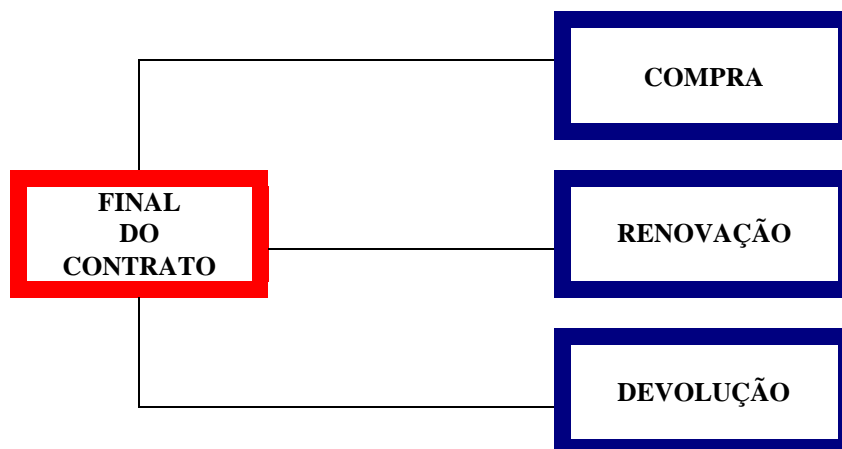 COMPRA
FINAL
DO
CONTRATO
RENOVAÇÃO
DEVOLUÇÃO